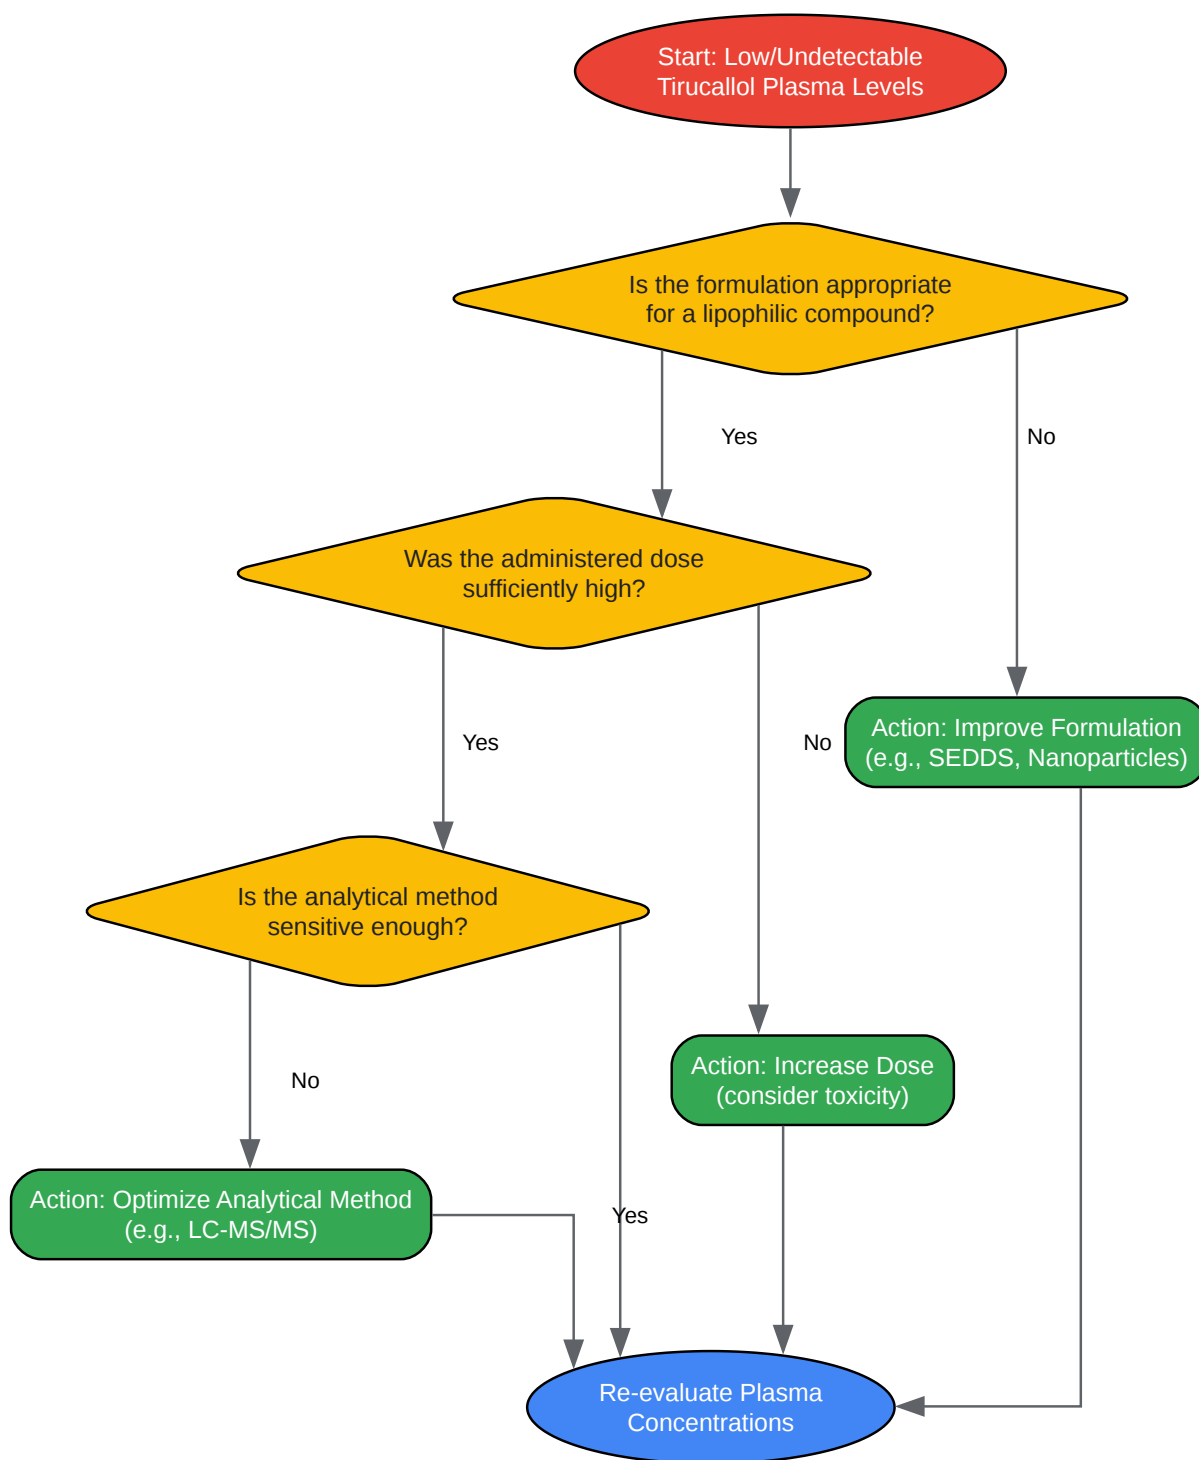 Start: Low/Undetectable
Tirucallol Plasma Levels
Is the formulation appropriate
for a lipophilic compound?
Yes
No
Was the administered dose
sufficiently high?
Yes
No
Action: Improve Formulation
(e.g., SEDDS, Nanoparticles)
Is the analytical method
sensitive enough?
No
Action: Increase Dose
(consider toxicity)
Action: Optimize Analytical Method
(e.g., LC-MS/MS)
Yes
Re-evaluate Plasma
Concentrations